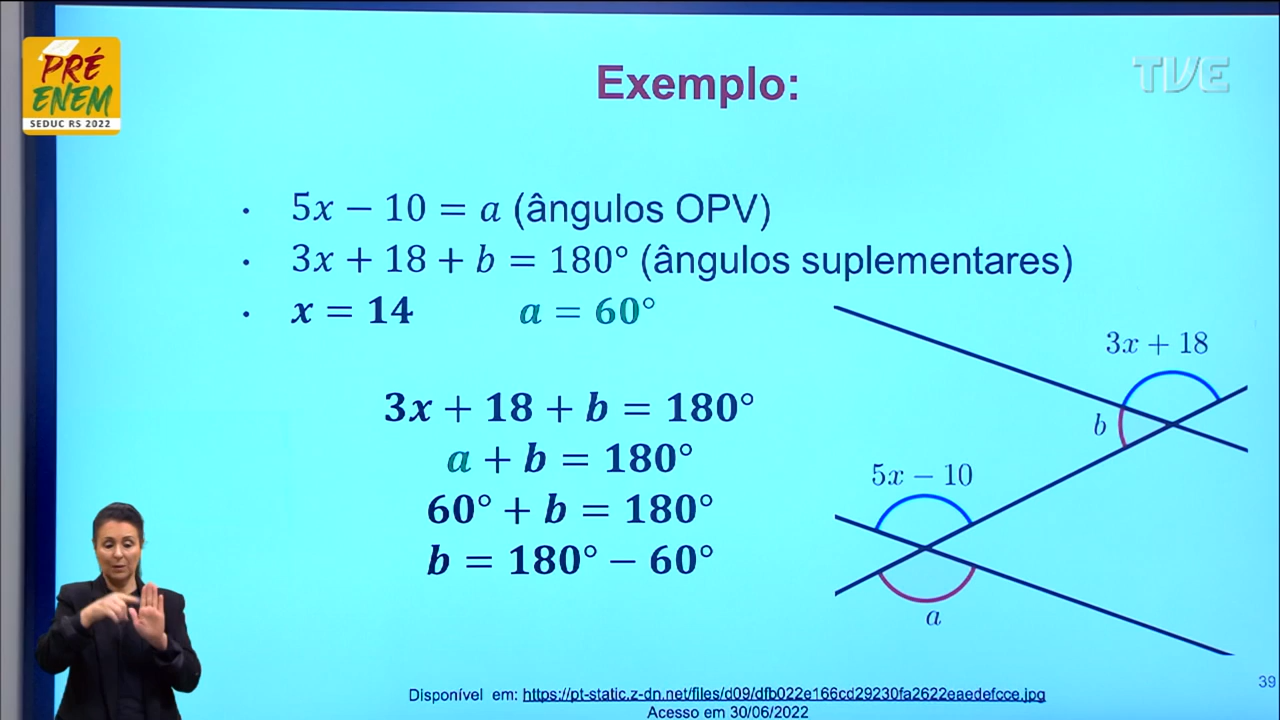 PRÉ
ENEM
SEDUC RS 2022
TVE
Exemplo:
• 5x − 10 = a (ângulos OPV)
• 3x + 18 + b = 180° (ângulos suplementares)
• x = 14 a = 60°
3x + 18
b
5x − 10
a
3x + 18 + b = 180°
a + b = 180°
60° + b = 180°
b = 180° − 60°
Disponível em: https://pt-static.z-dn.net/files/d09/dfb022e166cd29230fa2622eaedefcce.jpg
Acesso em 30/06/2022
39